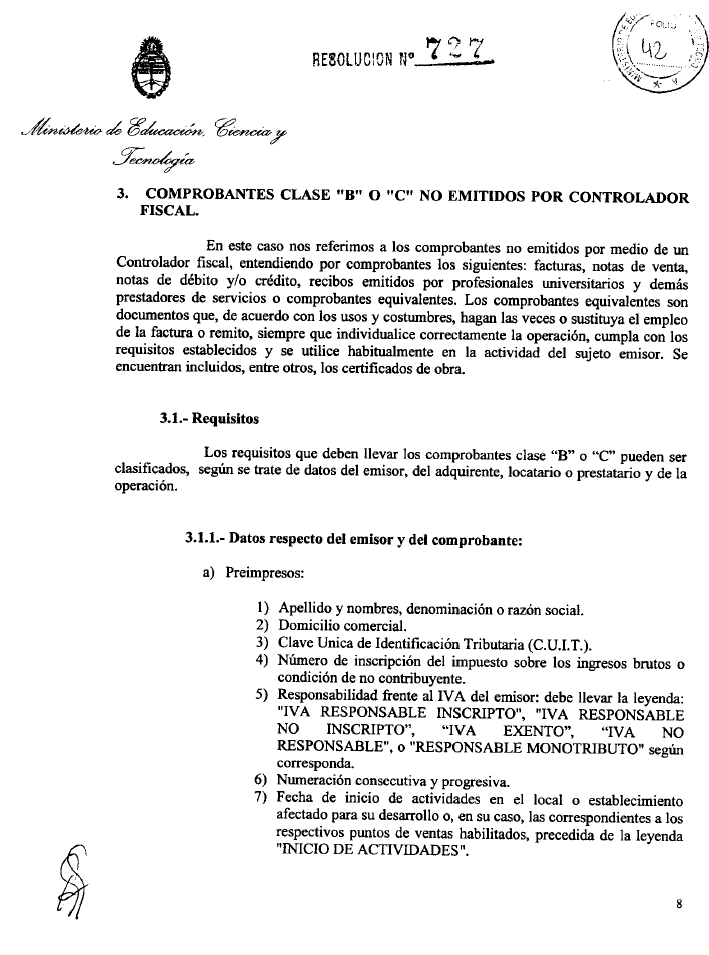 RESOLUCION Nº 727
FOLIO
42
Ministerio de Educación, Ciencia y
Tecnología
3. COMPROBANTES CLASE "B" O "C" NO EMITIDOS POR CONTROLADOR
FISCAL.
En este caso nos referimos a los comprobantes no emitidos por medio de un
Controlador fiscal, entendiendo por comprobantes los siguientes: facturas, notas de venta,
notas de débito y/o crédito, recibos emitidos por profesionales universitarios y demás
prestadores de servicios o comprobantes equivalentes. Los comprobantes equivalentes son
documentos que, de acuerdo con los usos y costumbres, hagan las veces o sustituya el empleo
de la factura o remito, siempre que individualice correctamente la operación, cumpla con los
requisitos establecidos y se utilice habitualmente en la actividad del sujeto emisor. Se
encuentran incluidos, entre otros, los certificados de obra.
3.1.- Requisitos
Los requisitos que deben llevar los comprobantes clase “B” o “C” pueden ser
clasificados, según se trate de datos del emisor, del adquirente, locatario o prestatario y de la
operación.
3.1.1.- Datos respecto del emisor y del comprobante:
a) Preimpresos:
1) Apellido y nombres, denominación o razón social.
2) Domicilio comercial.
3) Clave Unica de Identificación Tributaria (C.U.I.T.).
4) Número de inscripción del impuesto sobre los ingresos brutos o
condición de no contribuyente.
5) Responsabilidad frente al IVA del emisor: debe llevar la leyenda:
"IVA RESPONSABLE INSCRIPTO", "IVA RESPONSABLE
NO INSCRIPTO”, “IVA EXENTO”, “IVA NO
RESPONSABLE", o "RESPONSABLE MONOTRIBUTO" según
corresponda.
6) Numeración consecutiva y progresiva.
7) Fecha de inicio de actividades en el local o establecimiento
afectado para su desarrollo o, en su caso, las correspondientes a los
respectivos puntos de ventas habilitados, precedida de la leyenda
"INICIO DE ACTIVIDADES".
8